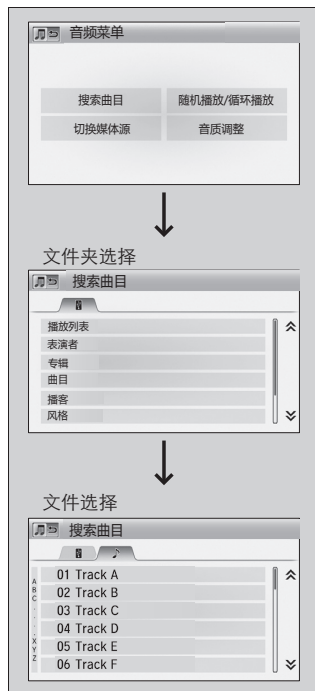 音频菜单
搜索曲目 随机播放/循环播放
切换媒体源 音质调整
文件夹选择
搜索曲目
播放列表
表演者
专辑
曲目
播客
风格
文件选择
搜索曲目
01 Track A
02 Track B
03 Track C
04 Track D
05 Track E
06 Track F
A
B
C
.
.
.
X
Y
Z